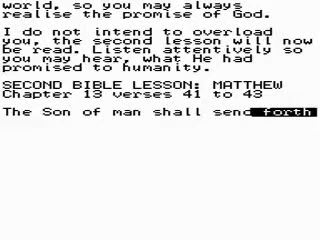 world, so you may always
realise the promise of God.
I do not intend to overload
you, the second lesson will now
be read. Listen attentively so
you may hear, what He had
promised to humanity.
SECOND BIBLE LESSON: MATTHEW
Chapter 13 verses 41 to 43
The Son of man shall send forth